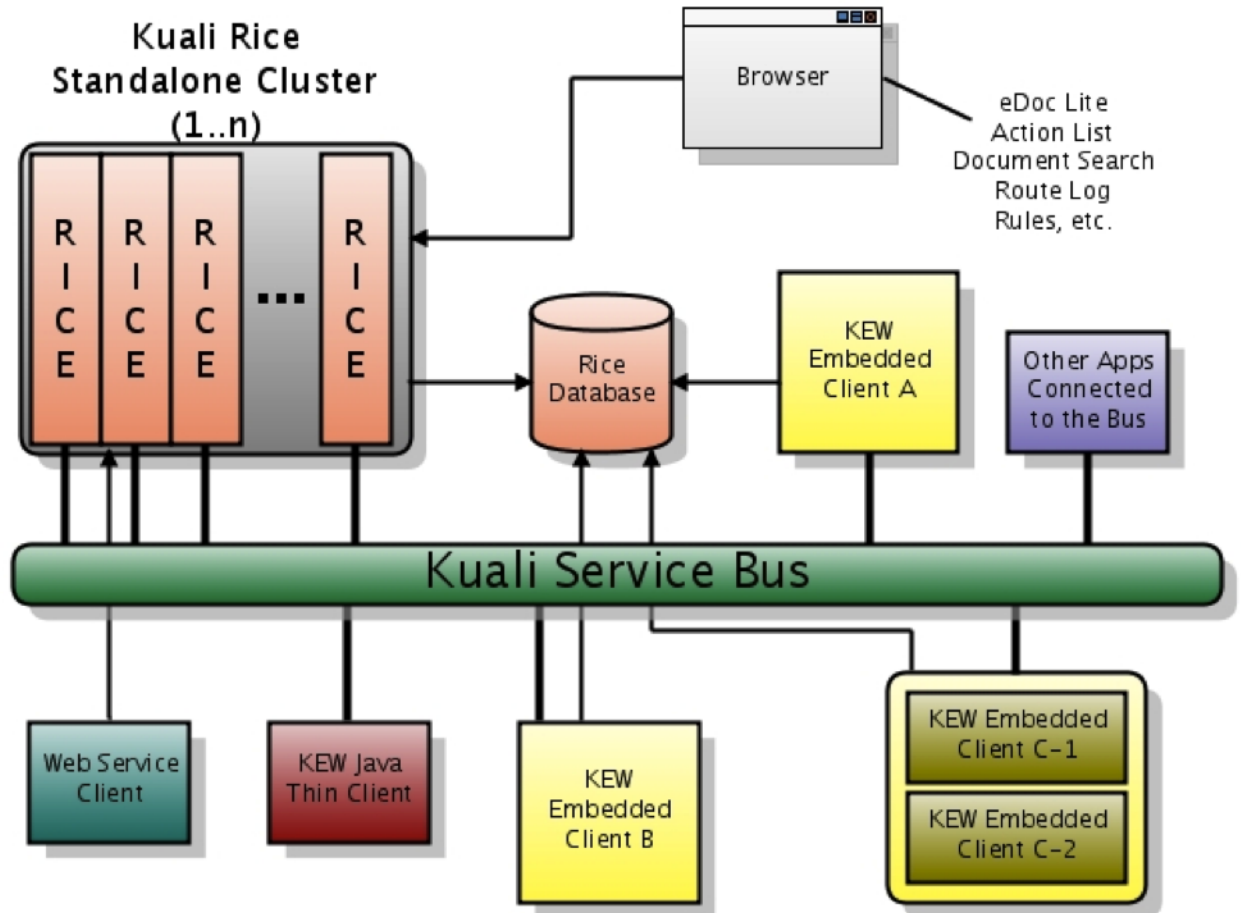 Kuali Rice
Standalone Cluster
(1..n)
Browser
eDoc Lite
Action List
Document Search
Route Log
Rules, etc.
R
I
C
E
R
I
C
E
R
I
C
E
...
R
I
C
E
Rice
Database
KEW
Embedded
Client A
Other Apps
Connected
to the Bus
Kuali Service Bus
Web Service
Client
KEW Java
Thin Client
KEW
Embedded
Client B
KEW Embedded
Client C-1
KEW Embedded
Client C-2